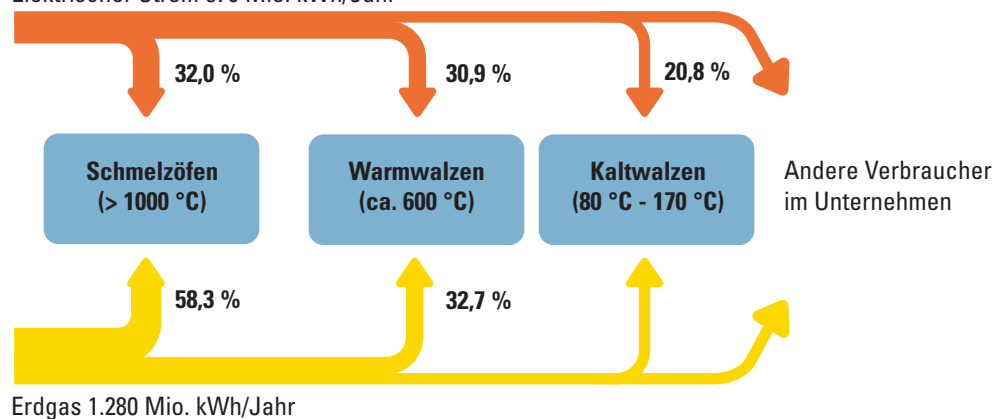 32,0 %
30,9 %
20,8 %
Schmelzöfen
(> 1000 °C)
Warmwalzen
(ca. 600 °C)
Kaltwalzen
(80 °C - 170 °C)
Andere Verbraucher
im Unternehmen
58,3 %
32,7 %
Erdgas 1.280 Mio. kWh/Jahr